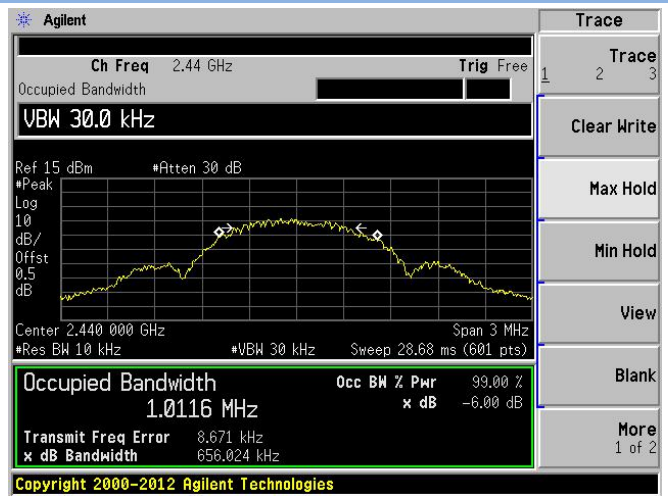 Agilent
Trace
Ch Freq 2.44 GHz Trig Free
Occupied Bandwidth
VBW 30.0 kHz
Ref 15 dBm #Atten 30 dB
#Peak
Log
10
dB/
Offst
0.5
dB
Center 2.440 000 GHz Span 3 MHz
#Res BW 10 kHz #VBW 30 kHz Sweep 28.68 ms (601 pts)
Occupied Bandwidth Occ BW % Pwr 99.00 %
1.0116 MHz x dB -6.00 dB
Transmit Freq Error 8.671 kHz
x dB Bandwidth 656.024 kHz
Copyright 2000-2012 Agilent Technologies
Trace
1 2 3
Clear Write
Max Hold
Min Hold
View
Blank
More
1 of 2